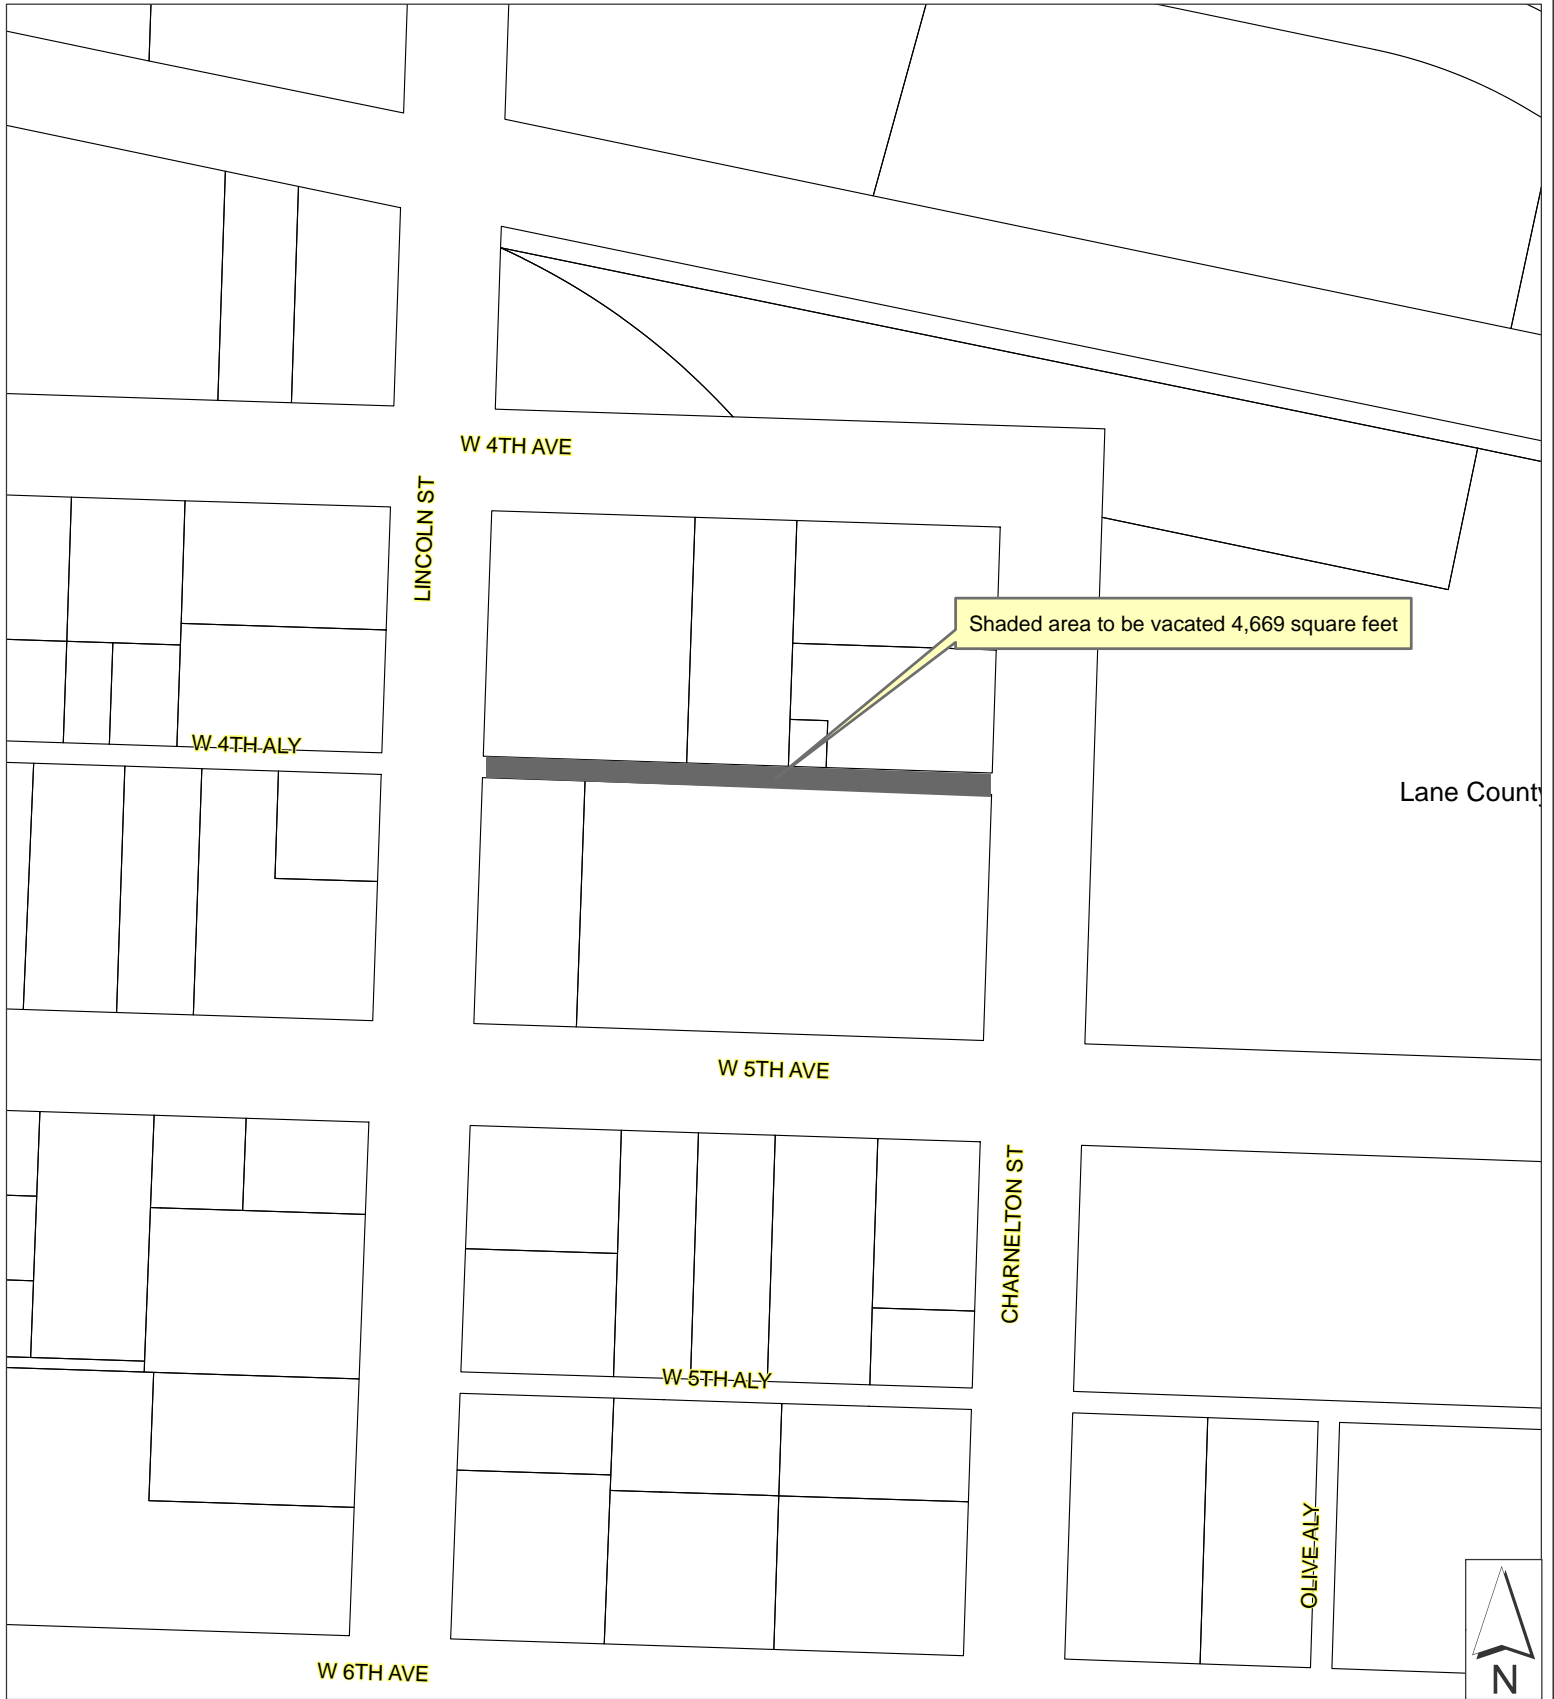 W 4TH AVE
LINCOLN ST
Shaded area to be vacated 4,669 square feet
W 4TH ALY
Lane County
W 5TH AVE
CHARNELTON ST
W 5TH ALY
OLIVE ALY
W 6TH AVE
N